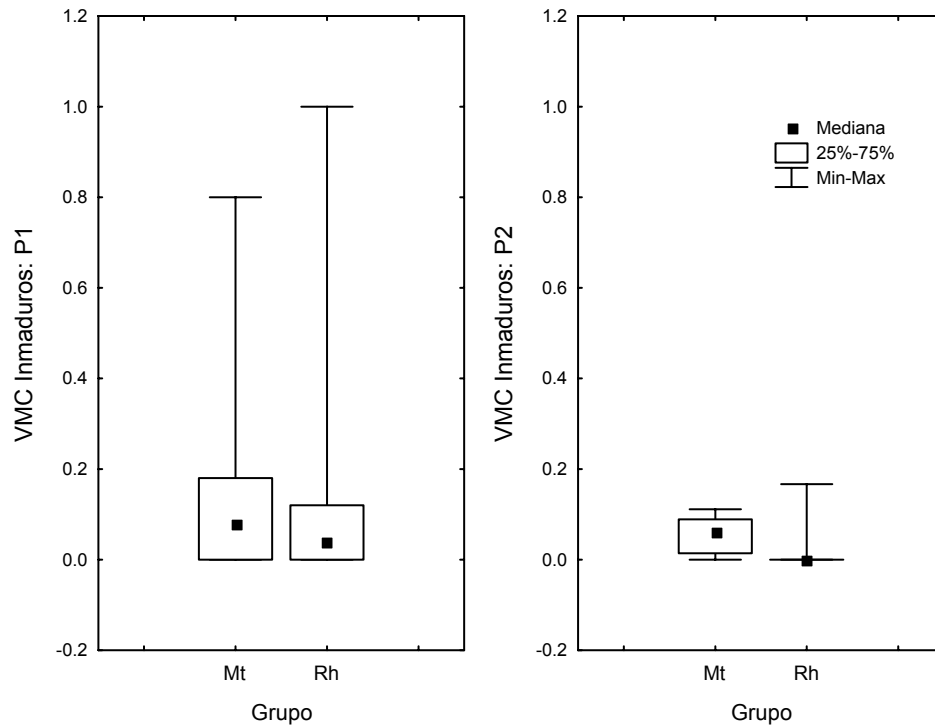 1.2
1.0
0.8
0.6
0.4
0.2
0.0
-0.2
VMC Inmaduros: P1
Mt
Rh
Grupo
1.2
1.0
0.8
0.6
0.4
0.2
0.0
-0.2
VMC Inmaduros: P2
Mediana
25%-75%
Min-Max
Mt
Rh
Grupo